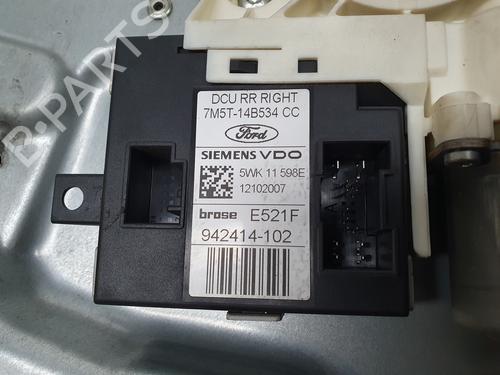 B-PARTS
DCU RR RIGHT
7M5T-14B534 CC
Ford
SIEMENS VDO
5WK 11 598E
12102007
brose E521F
942414-102